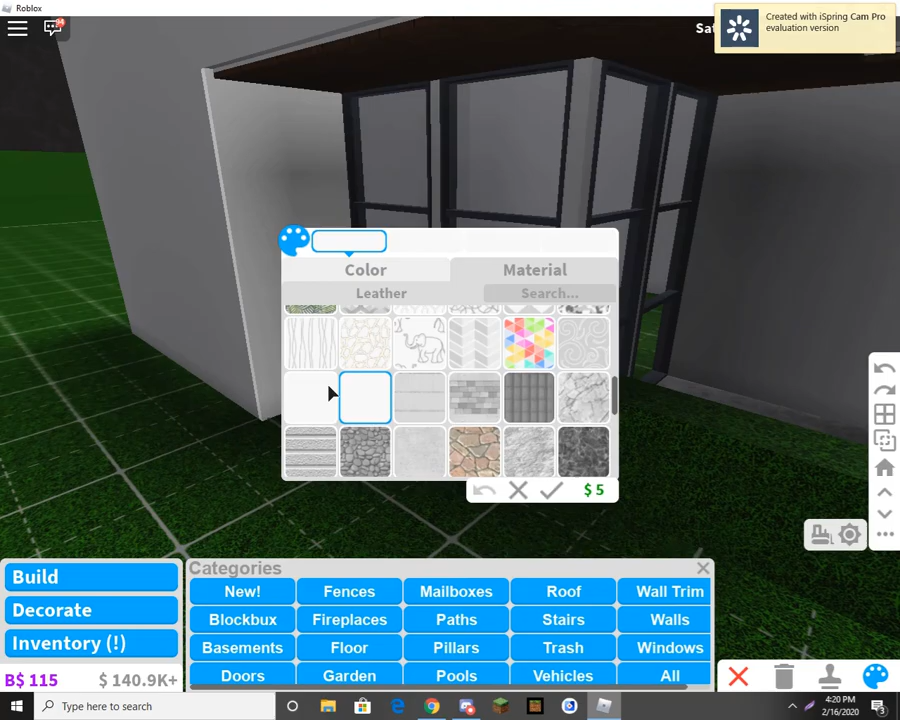 Roblox
Created with iSpring Cam Pro
evaluation version
Color
Material
Leather
Search...
$ 5
Build
Decorate
Inventory (!)
B$ 115
$ 140.9K+
Categories
New!
Fences
Mailboxes
Roof
Wall Trim
Blockbux
Fireplaces
Paths
Stairs
Walls
Basements
Floor
Pillars
Trash
Windows
Doors
Garden
Pools
Vehicles
All
Type here to search
4:20 PM
2/16/2020
3